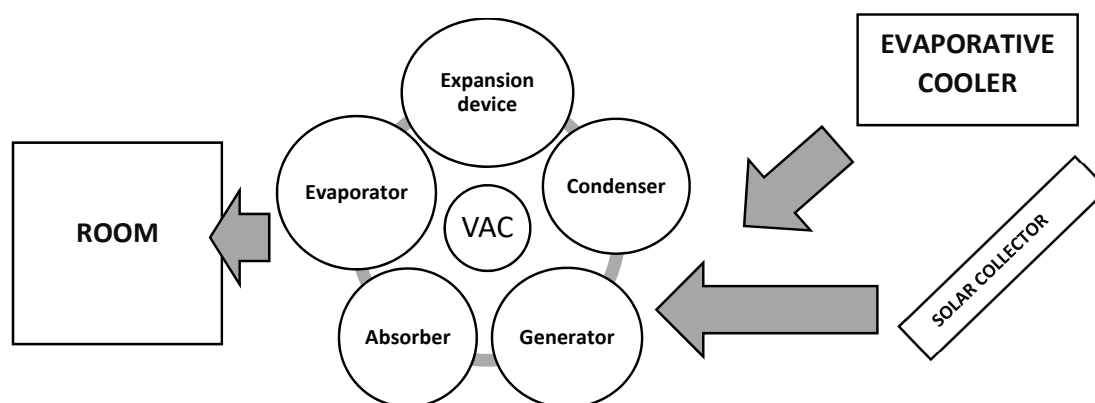 EVAPORATIVE
COOLER
Expansion
device
Condenser
Evaporator
VAC
ROOM
SOLAR COLLECTOR
Absorber
Generator